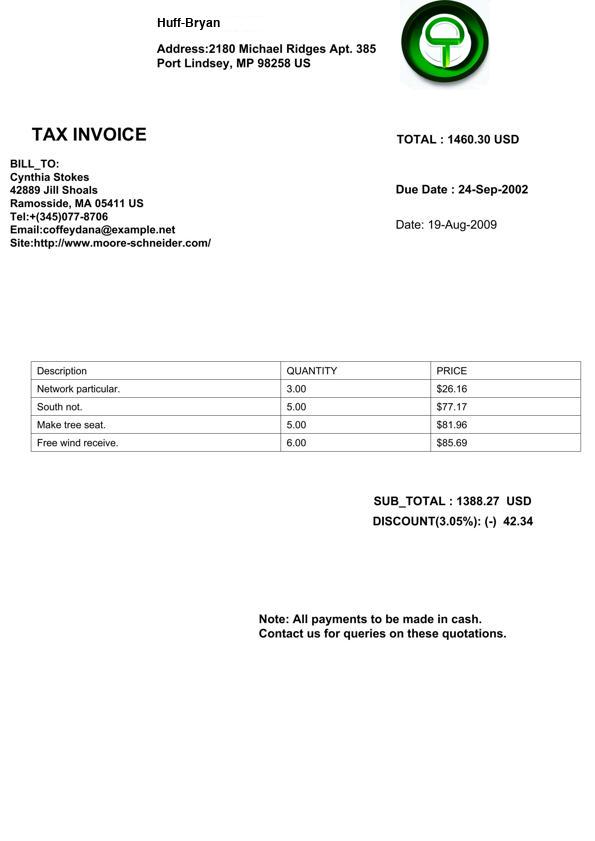 Huff-Bryan
Address:2180 Michael Ridges Apt. 385
Port Lindsey, MP 98258 US
TAX INVOICE
TOTAL : 1460.30 USD
BILL_TO:
Cynthia Stokes
42889 Jill Shoals
Ramosside, MA 05411 US
Tel:+(345)077-8706
Email:coffeydana@example.net
Site:http://www.moore-schneider.com/
Due Date : 24-Sep-2002
Date: 19-Aug-2009
Description QUANTITY PRICE
Network particular. 3.00 $26.16
South not. 5.00 $77.17
Make tree seat. 5.00 $81.96
Free wind receive. 6.00 $85.69
SUB_TOTAL : 1388.27 USD
DISCOUNT(3.05%): (-) 42.34
Note: All payments to be made in cash.
Contact us for queries on these quotations.